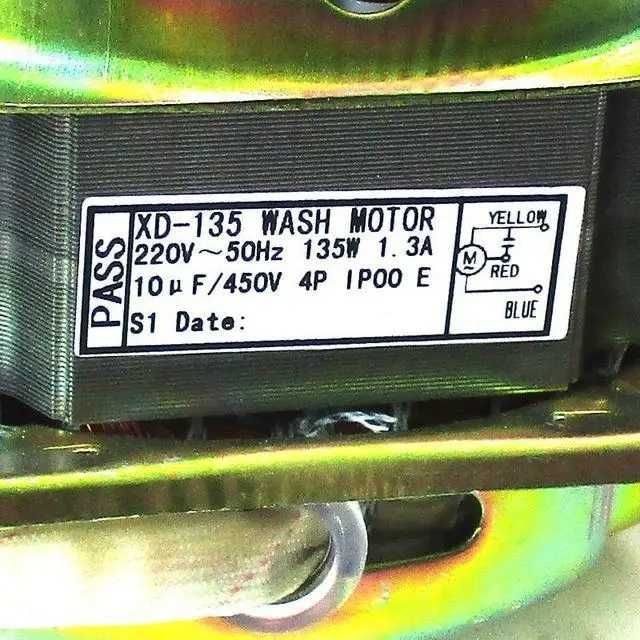 PASS
XD-135 WASH MOTOR
220V～50Hz 135W 1.3A
10μF/450V 4P IP00 E
S1 Date:
YELLOW
M
RED
BLUE